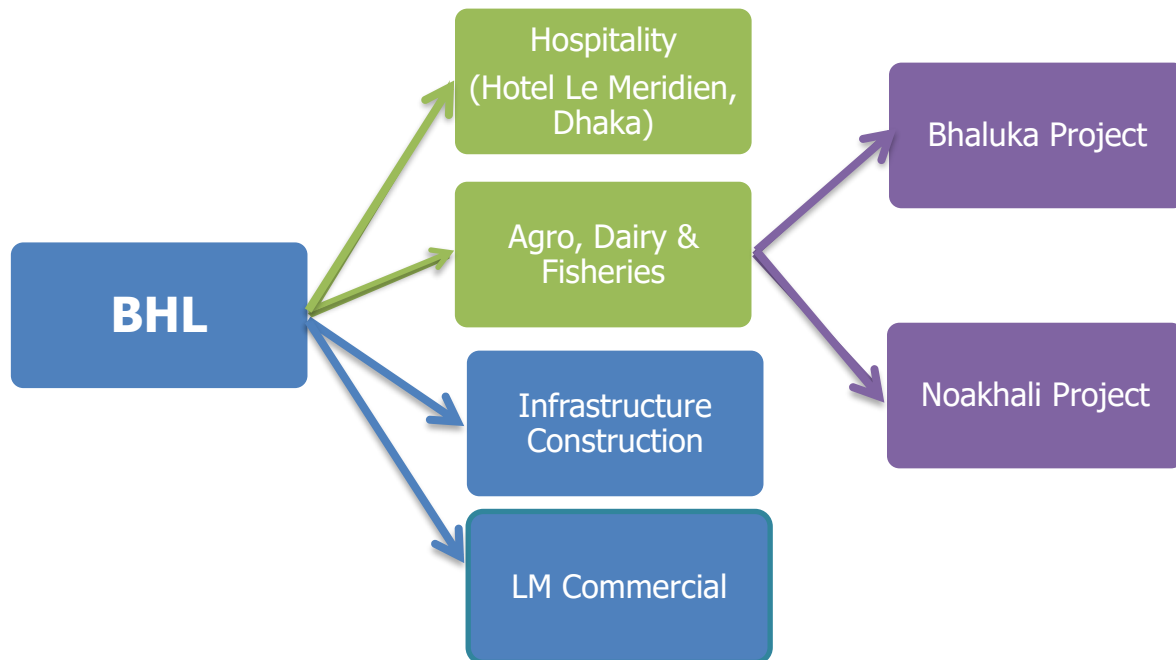 Hospitality
(Hotel Le Meridien,
Dhaka)
Bhaluka Project
Agro, Dairy &
Fisheries
BHL
Noakhali Project
Infrastructure
Construction
LM Commercial